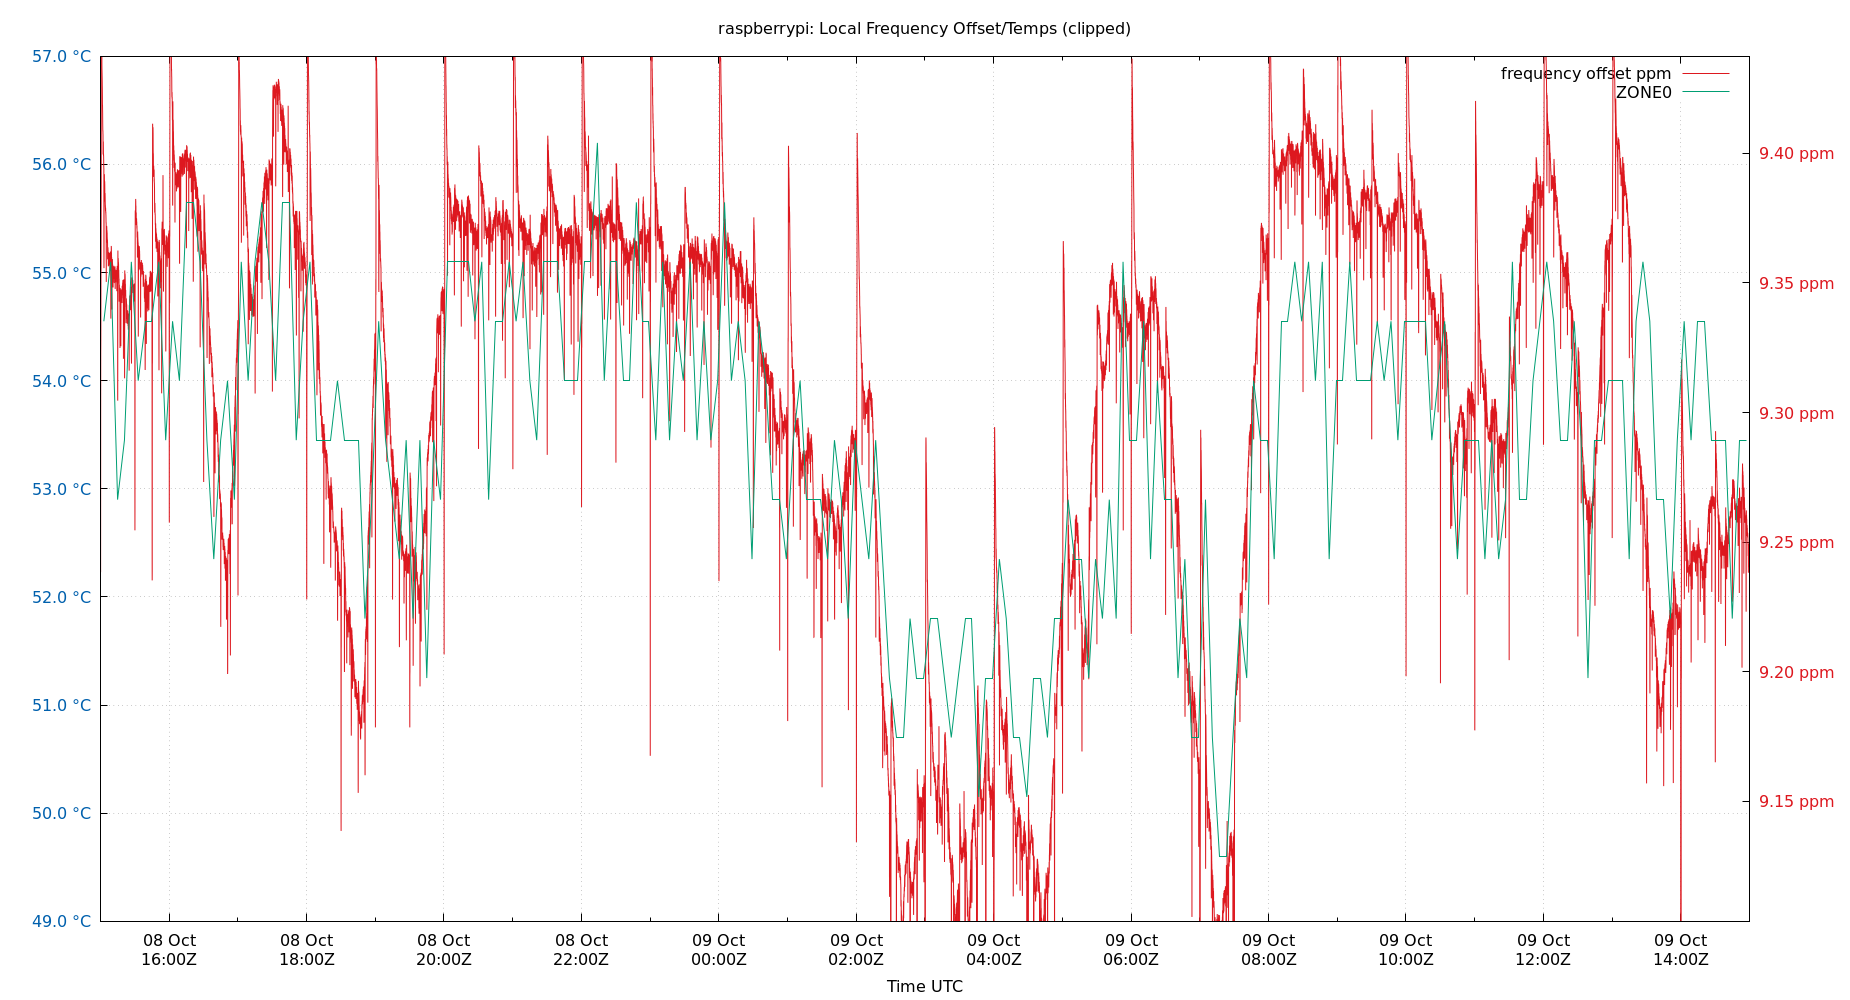 raspberrypi: Local Frequency Offset/Temps (clipped)
57.0 °C
56.0 °C
55.0 °C
54.0 °C
53.0 °C
52.0 °C
51.0 °C
50.0 °C
49.0 °C
frequency offset ppm
ZONE0
9.40 ppm
9.35 ppm
9.30 ppm
9.25 ppm
9.20 ppm
9.15 ppm
08 Oct
16:00Z
08 Oct
18:00Z
08 Oct
20:00Z
08 Oct
22:00Z
09 Oct
00:00Z
09 Oct
02:00Z
09 Oct
04:00Z
09 Oct
06:00Z
09 Oct
08:00Z
09 Oct
10:00Z
09 Oct
12:00Z
09 Oct
14:00Z
Time UTC